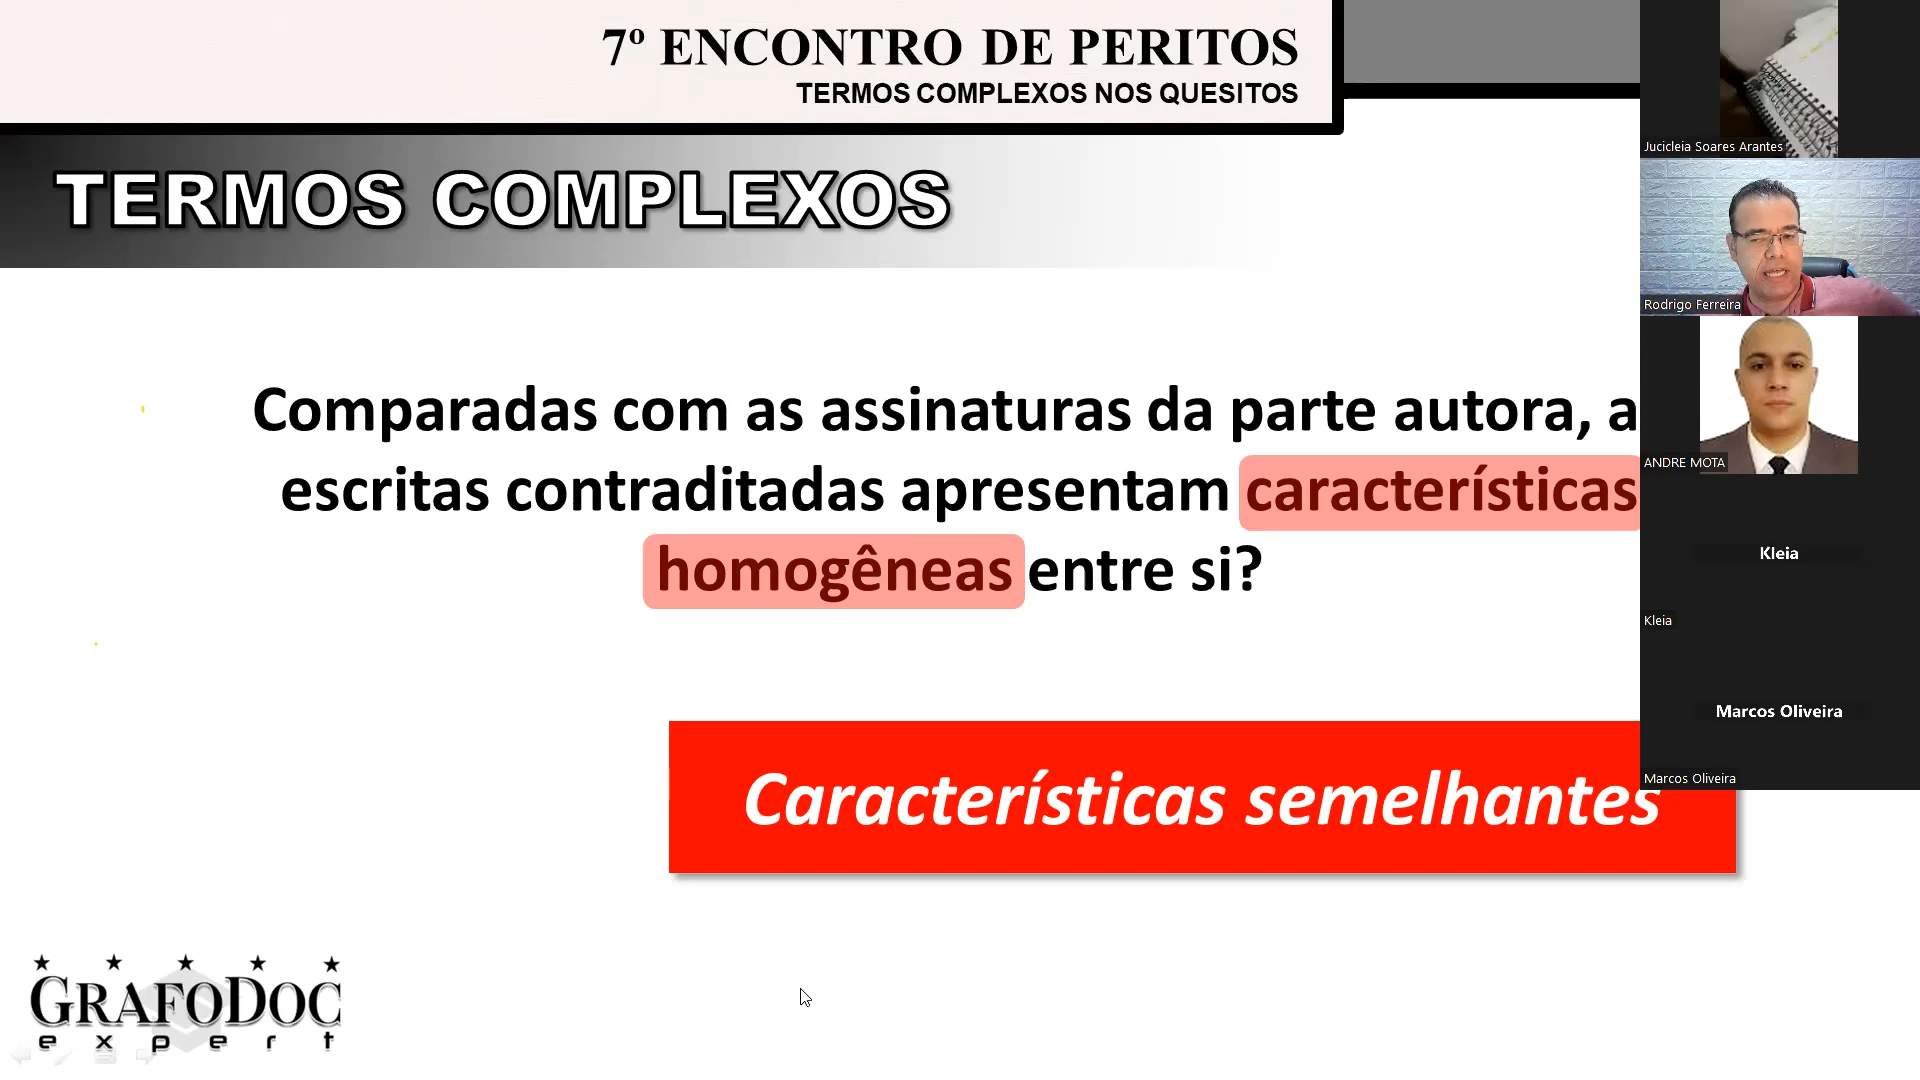 7º ENCONTRO DE PERITOS
TERMOS COMPLEXOS NOS QUESITOS
TERMOS COMPLEXOS
Comparadas com as assinaturas da parte autora, a
escritas contraditadas apresentam características
homogêneas entre si?
Características semelhantes
GRAFODOC
expert
Jucicleia Soares Arantes
Rodrigo Ferreira
ANDRE MOTA
Kleia
Kleia
Marcos Oliveira
Marcos Oliveira